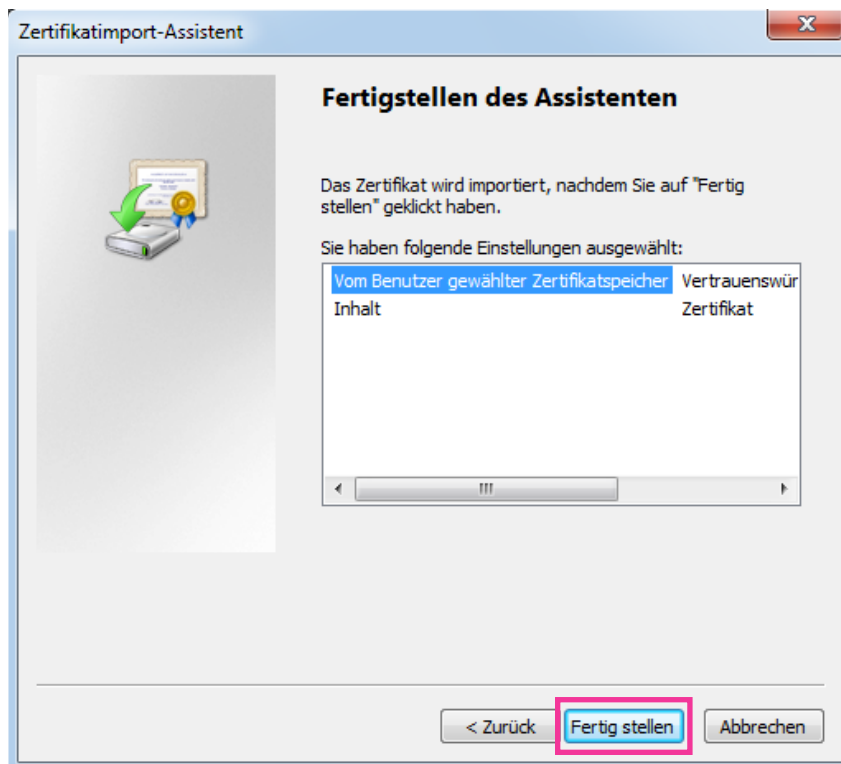 Zertifikatimport-Assistent
Fertigstellen des Assistenten
Das Zertifikat wird importiert, nachdem Sie auf "Fertig
stellen" geklickt haben.
Sie haben folgende Einstellungen ausgewählt:
Vom Benutzer gewählter Zertifikatspeicher Vertrauenswür
Inhalt Zertifikat
< Zurück Fertig stellen Abbrechen